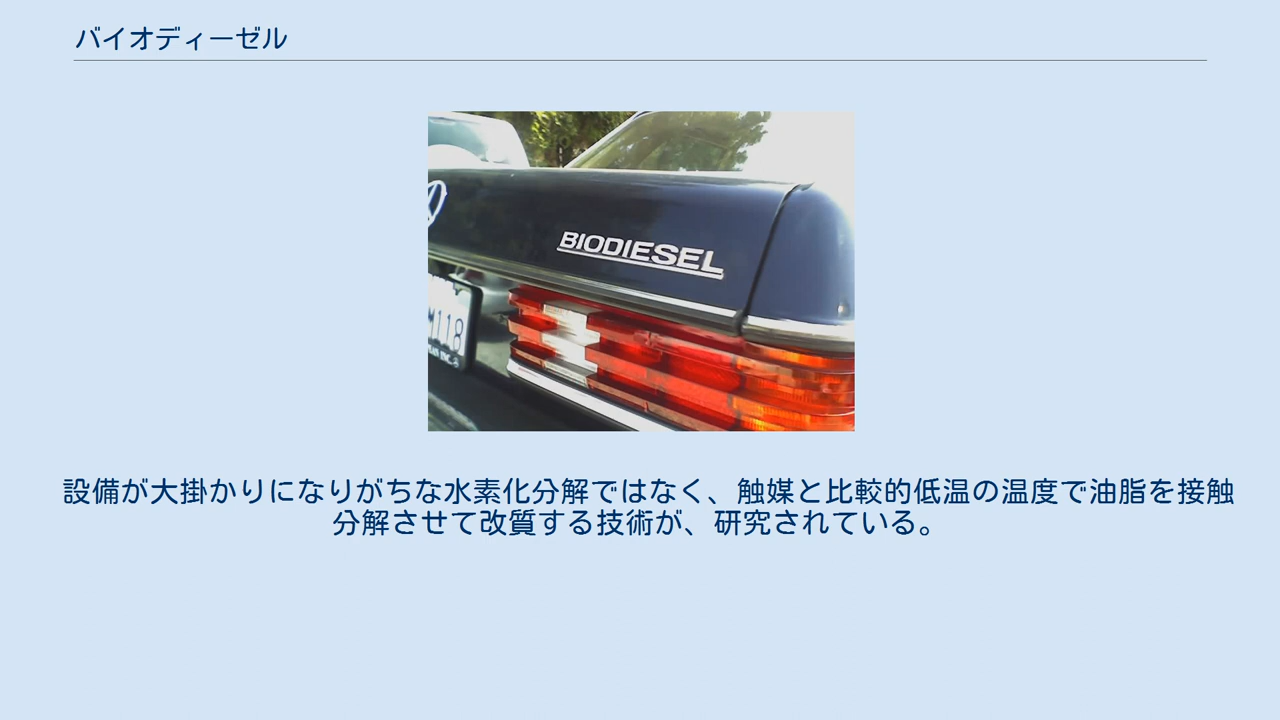 バイオディーゼル
BIODIESEL
M118
設備が大掛かりになりがちな水素化分解ではなく、触媒と比較的低温の温度で油脂を接触
分解させて改質する技術が、研究されている。